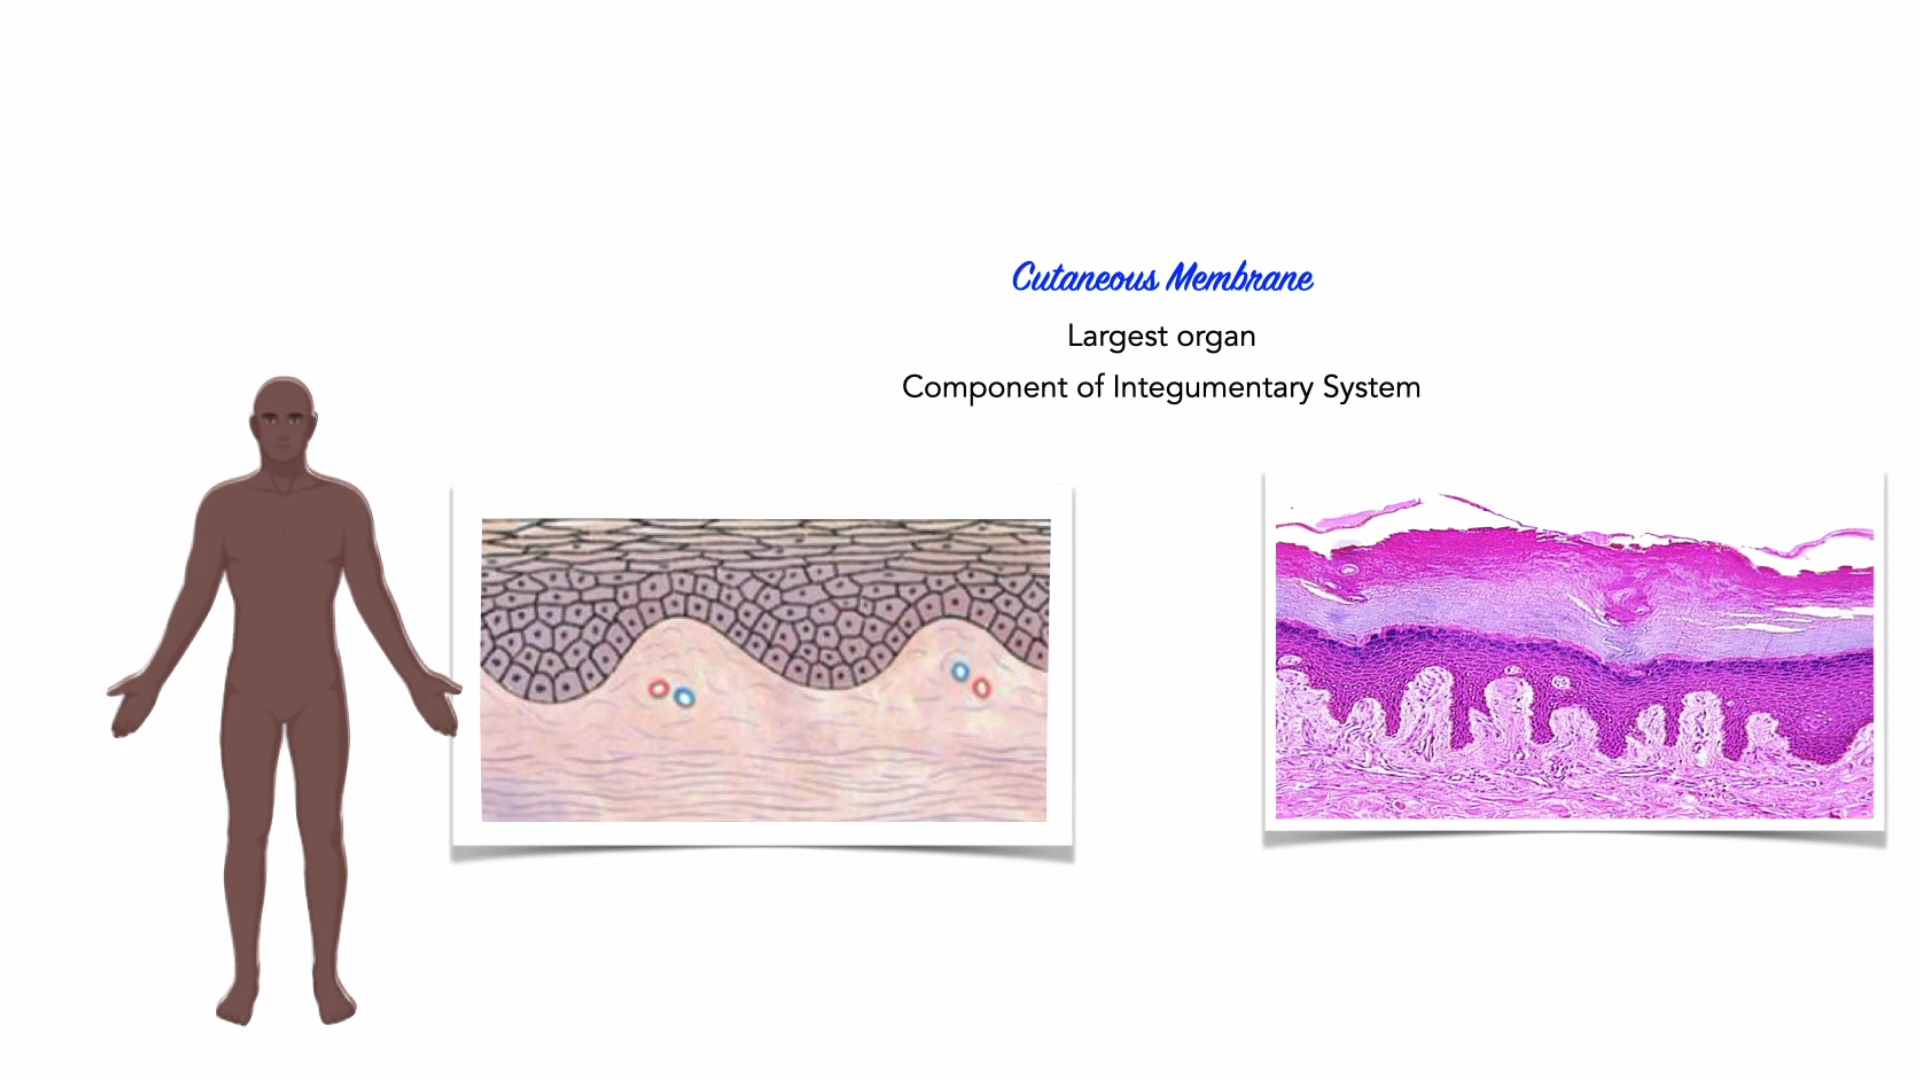 Cutaneous Membrane
Largest organ
Component of Integumentary System